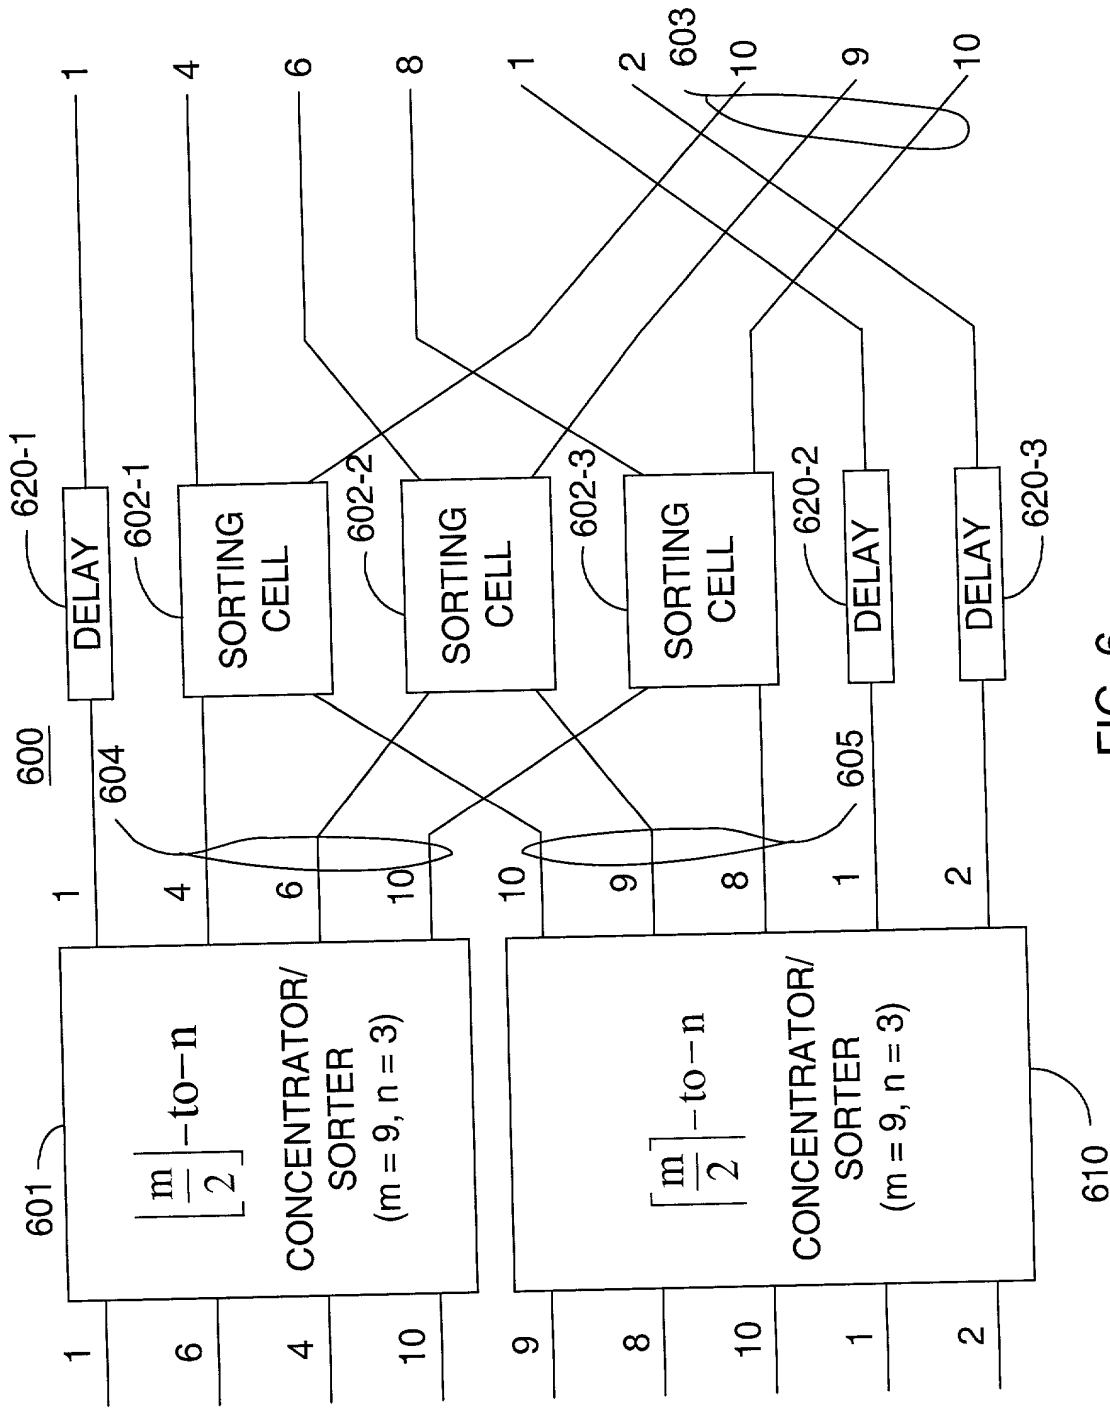 600
601
⌊m/2⌋-to-n
CONCENTRATOR/
SORTER
(m = 9, n = 3)
610
⌈m/2⌉-to-n
CONCENTRATOR/
SORTER
(m = 9, n = 3)
1
6
4
10
9
8
10
1
2
1
4
6
10
10
9
8
1
2
604
605
620-1
DELAY
602-1
SORTING
CELL
602-2
SORTING
CELL
602-3
SORTING
CELL
620-2
DELAY
620-3
DELAY
1
4
6
8
1
2
603
10
9
10
FIG. 6